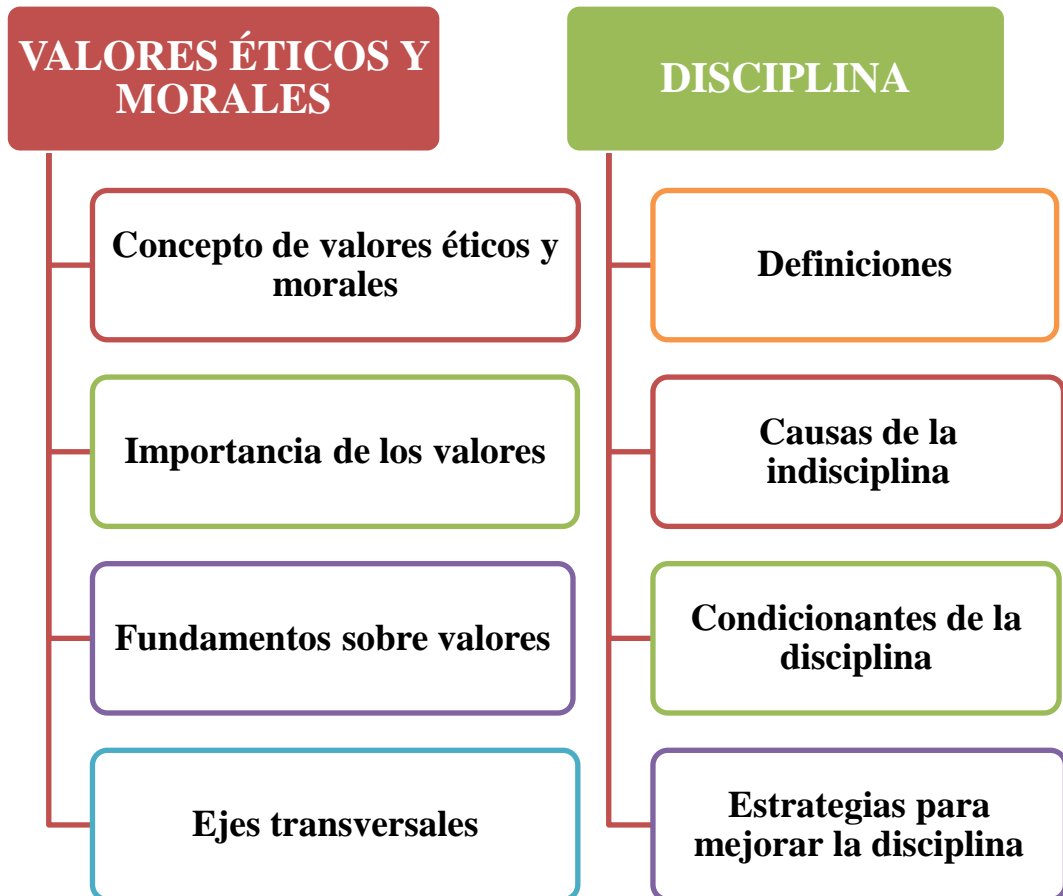 VALORES ÉTICOS Y
MORALES
Concepto de valores éticos y
morales
Importancia de los valores
Fundamentos sobre valores
Ejes transversales
DISCIPLINA
Definiciones
Causas de la
indisciplina
Condicionantes de la
disciplina
Estrategias para
mejorar la disciplina